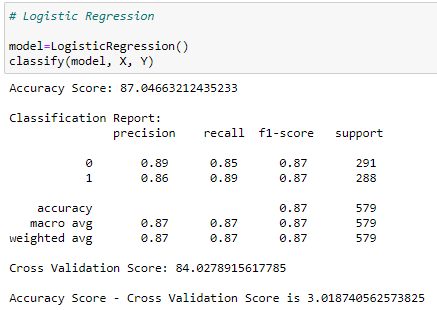 # Logistic Regression
model=LogisticRegression()
classify(model, X, Y)
Accuracy Score: 87.04663212435233
Classification Report:
precision recall f1-score support
0 0.89 0.85 0.87 291
1 0.86 0.89 0.87 288
accuracy 0.87 579
macro avg 0.87 0.87 0.87 579
weighted avg 0.87 0.87 0.87 579
Cross Validation Score: 84.0278915617785
Accuracy Score - Cross Validation Score is 3.018740562573825